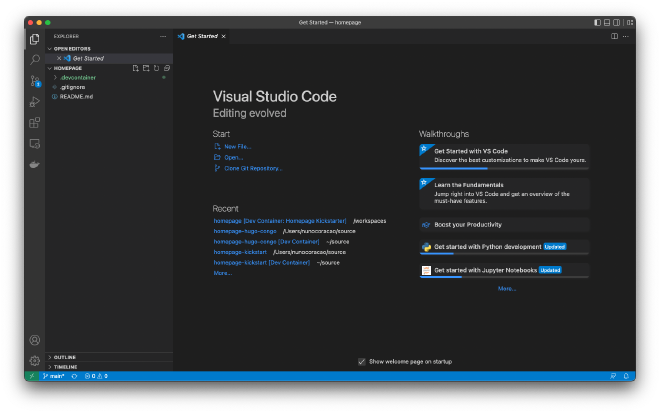 Get Started — homepage
EXPLORER
Get Started
OPEN EDITORS
Get Started
HOMEPAGE
.devcontainer
.gitignore
README.md
Visual Studio Code
Editing evolved
Start
New File...
Open...
Clone Git Repository...
Recent
homepage [Dev Container: Homepage Kickstarter] /workspaces
homepage-hugo-congo /Users/nunocoracao/source
homepage-hugo-congo [Dev Container] ~/source
homepage-kickstart /Users/nunocoracao/source
homepage-kickstart [Dev Container] ~/source
More...
Walkthroughs
Get Started with VS Code
Discover the best customizations to make VS Code yours.
Learn the Fundamentals
Jump right into VS Code and get an overview of the
must-have features.
Boost your Productivity
Get started with Python development Updated
Get started with Jupyter Notebooks Updated
More...
Show welcome page on startup
OUTLINE
TIMELINE
main* 0 0